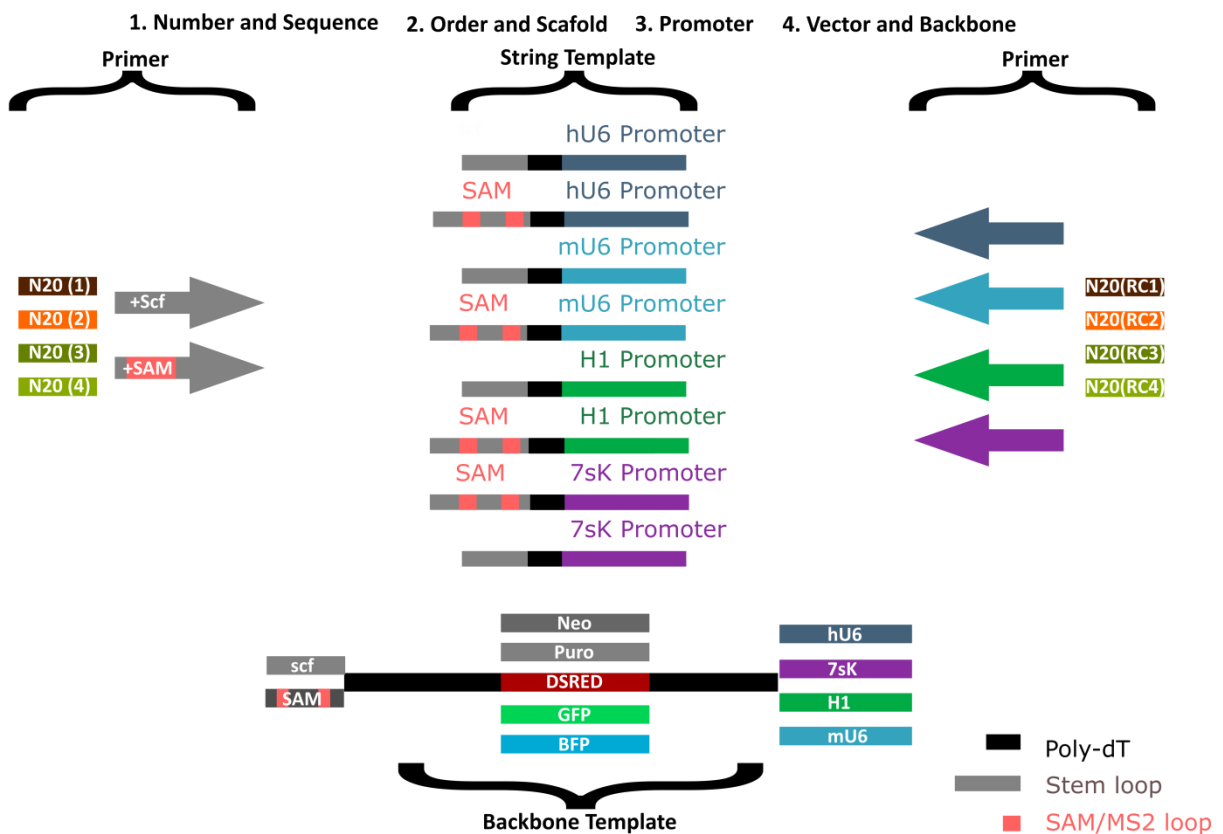 1. Number and Sequence 2. Order and Scafold 3. Promoter 4. Vector and Backbone
Primer
String Template
Primer
hU6 Promoter
SAM
hU6 Promoter
mU6 Promoter
SAM
mU6 Promoter
H1 Promoter
SAM
H1 Promoter
SAM
7sK Promoter
7sK Promoter
N20 (1)
N20 (2)
N20 (3)
N20 (4)
+Scf
+SAM
N20(RC1)
N20(RC2)
N20(RC3)
N20(RC4)
scf
SAM
Neo
Puro
DSRED
GFP
BFP
hU6
7sK
H1
mU6
Backbone Template
Poly-dT
Stem loop
SAM/MS2 loop